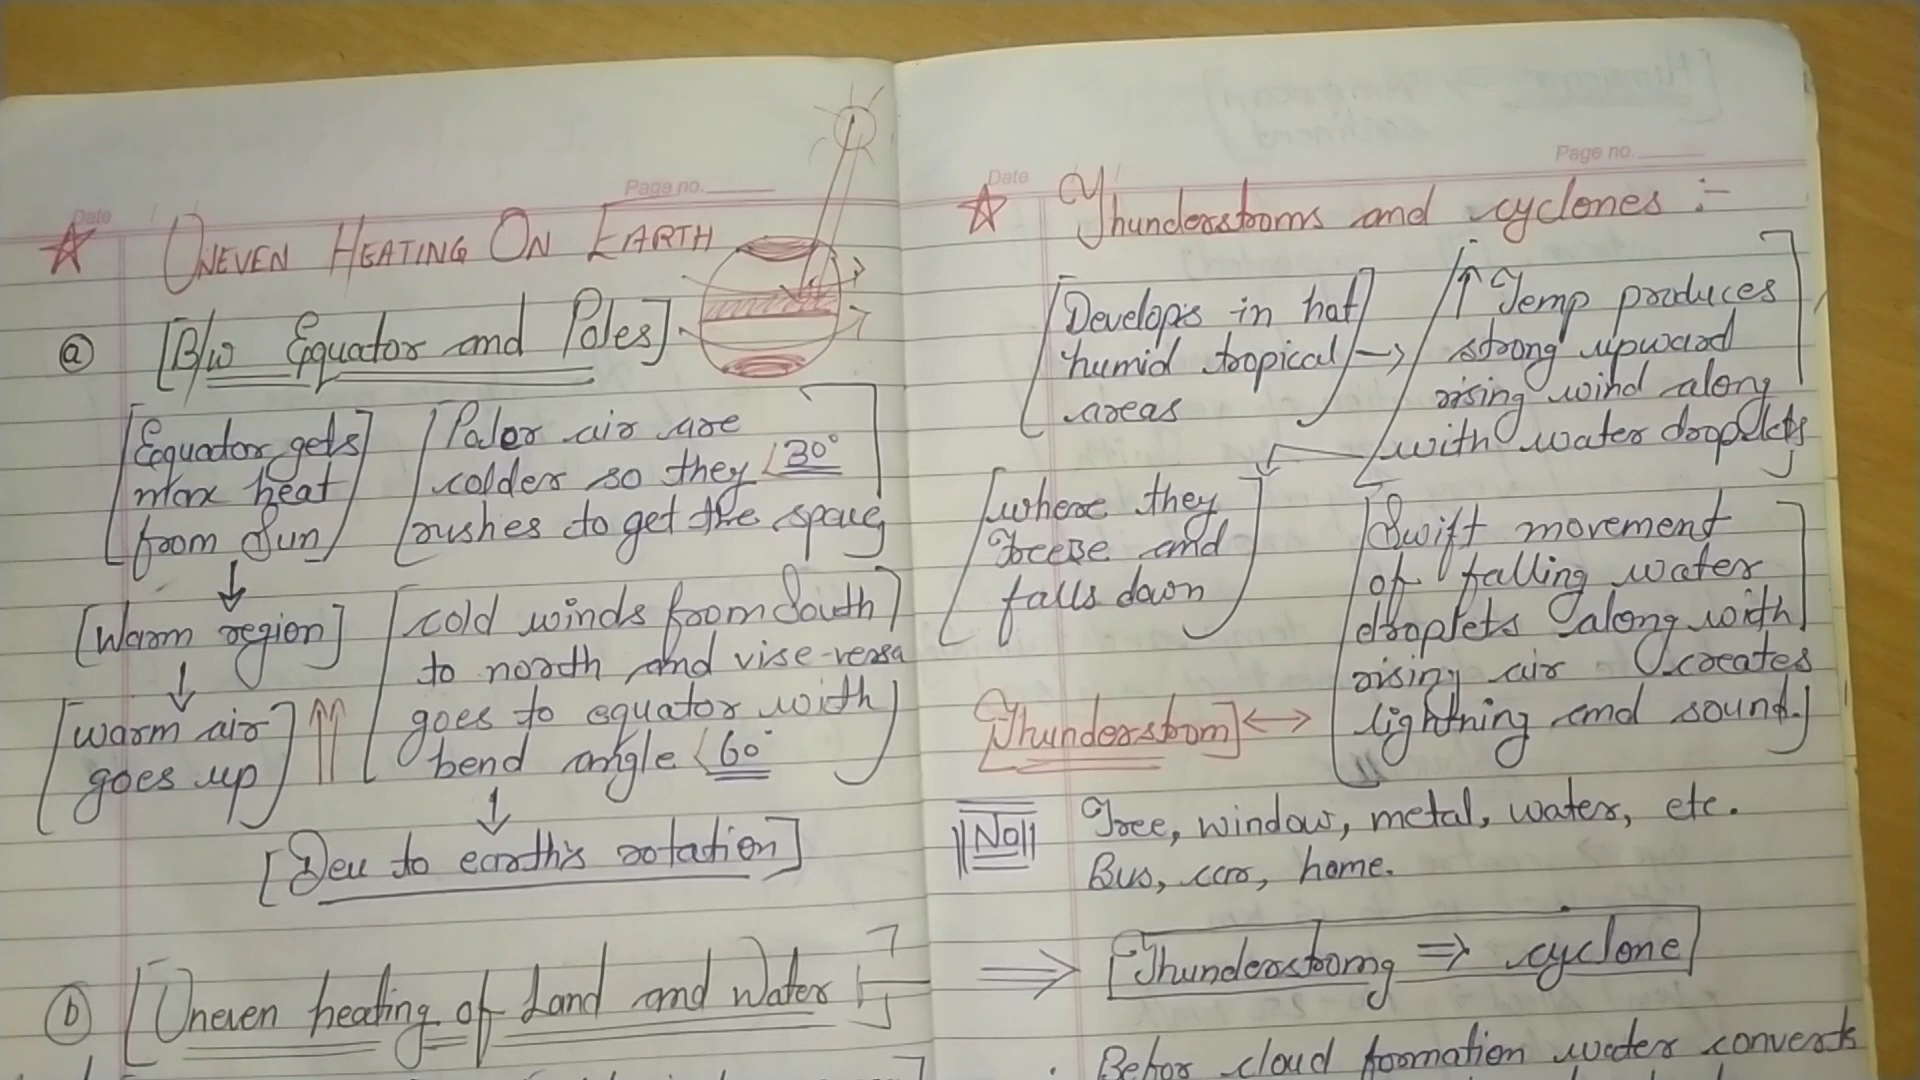 Date
Page no.
UNEVEN HEATING ON EARTH
(a) [B/w Equator and Poles]
[Equator gets
max heat
from Sun]
[Palor air are
colder so they ∠30°
rushes to get the space]
[Warm region]
[warm air
goes up]
[cold winds from South
to north and vise-versa
goes to equator with
bend angle ∠60°
[Deu to earth's rotation]
(b) [Uneven heating of Land and Water]
Date
Page no.
Thunderstroms and cyclones :-
[Develops in hot
humid tropical
areas
→ [↑ Temp produces
strong upward
rising wind along
with water droplets]
[where they
freeze and
falls down
[Swift movement
of falling water
droplets along with
rising air creates
lightning and sound.]
Thunderstrom] ↔
||No|| Tree, window, metal, water, etc.
Bus, car, home.
⇒ [Thunderstromg ⇒ cyclone]
. Befor cloud formation water converts